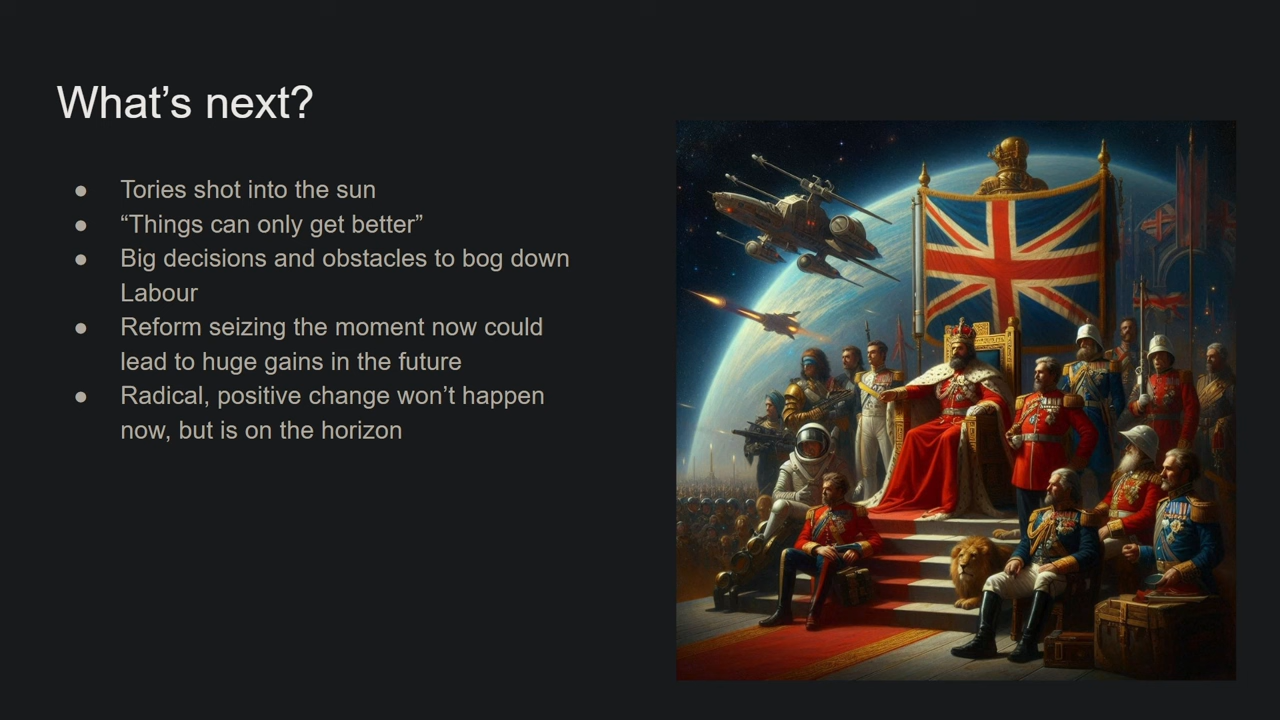 What’s next?
● Tories shot into the sun
● “Things can only get better”
● Big decisions and obstacles to bog down
Labour
● Reform seizing the moment now could
lead to huge gains in the future
● Radical, positive change won’t happen
now, but is on the horizon